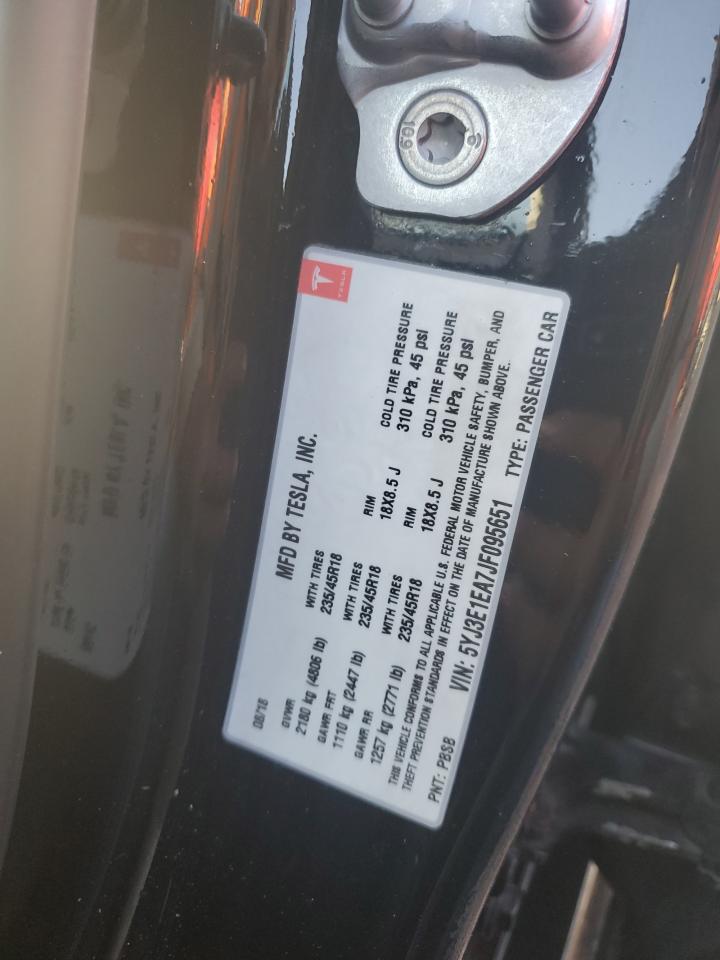 10.9
TESLA
MFD BY TESLA, INC.
08/18
GVWR
2180 kg (4806 lb)
WITH TIRES
235/45R18
GAWR FRT
1110 kg (2447 lb)
WITH TIRES
235/45R18
RIM
18X8.5 J
COLD TIRE PRESSURE
310 kPa, 45 psi
GAWR RR
1257 kg (2771 lb)
WITH TIRES
235/45R18
RIM
18X8.5 J
COLD TIRE PRESSURE
310 kPa, 45 psi
THIS VEHICLE CONFORMS TO ALL APPLICABLE U.S. FEDERAL MOTOR VEHICLE SAFETY, BUMPER, AND
THEFT PREVENTION STANDARDS IN EFFECT ON THE DATE OF MANUFACTURE SHOWN ABOVE.
VIN: 5YJ3E1EA7JF095651
PNT: PBSB
TYPE: PASSENGER CAR